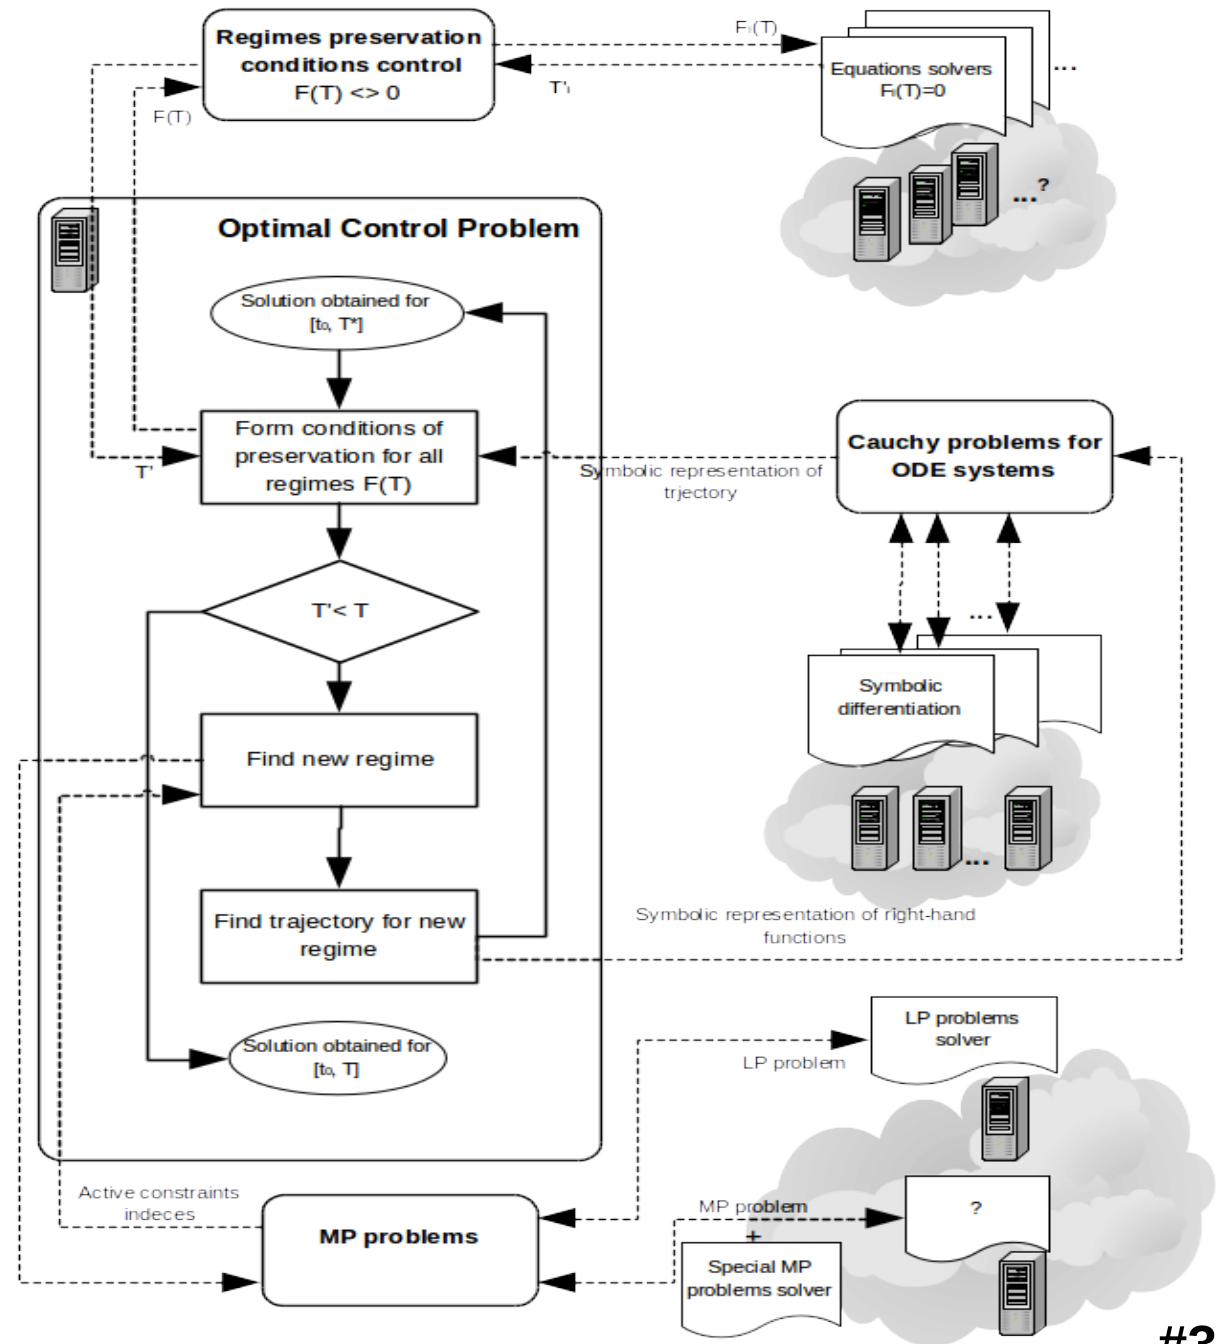 Regimes preservation
conditions control
F(T) <> 0
Fᵢ(T)
T'ᵢ
F(T)
Equations solvers
Fᵢ(T)=0
...
...?
Optimal Control Problem
Solution obtained for
[t₀, T*]
Form conditions of
preservation for all
regimes F(T)
T'
Symbolic representation of
trjectory
Cauchy problems for
ODE systems
T'< T
...
Symbolic
differentiation
Find new regime
...
Find trajectory for new
regime
Symbolic representation of right-hand
functions
Solution obtained for
[t₀, T]
LP problems
solver
LP problem
Active constraints
indeces
MP problems
MP problem
+
Special MP
problems solver
?
#3